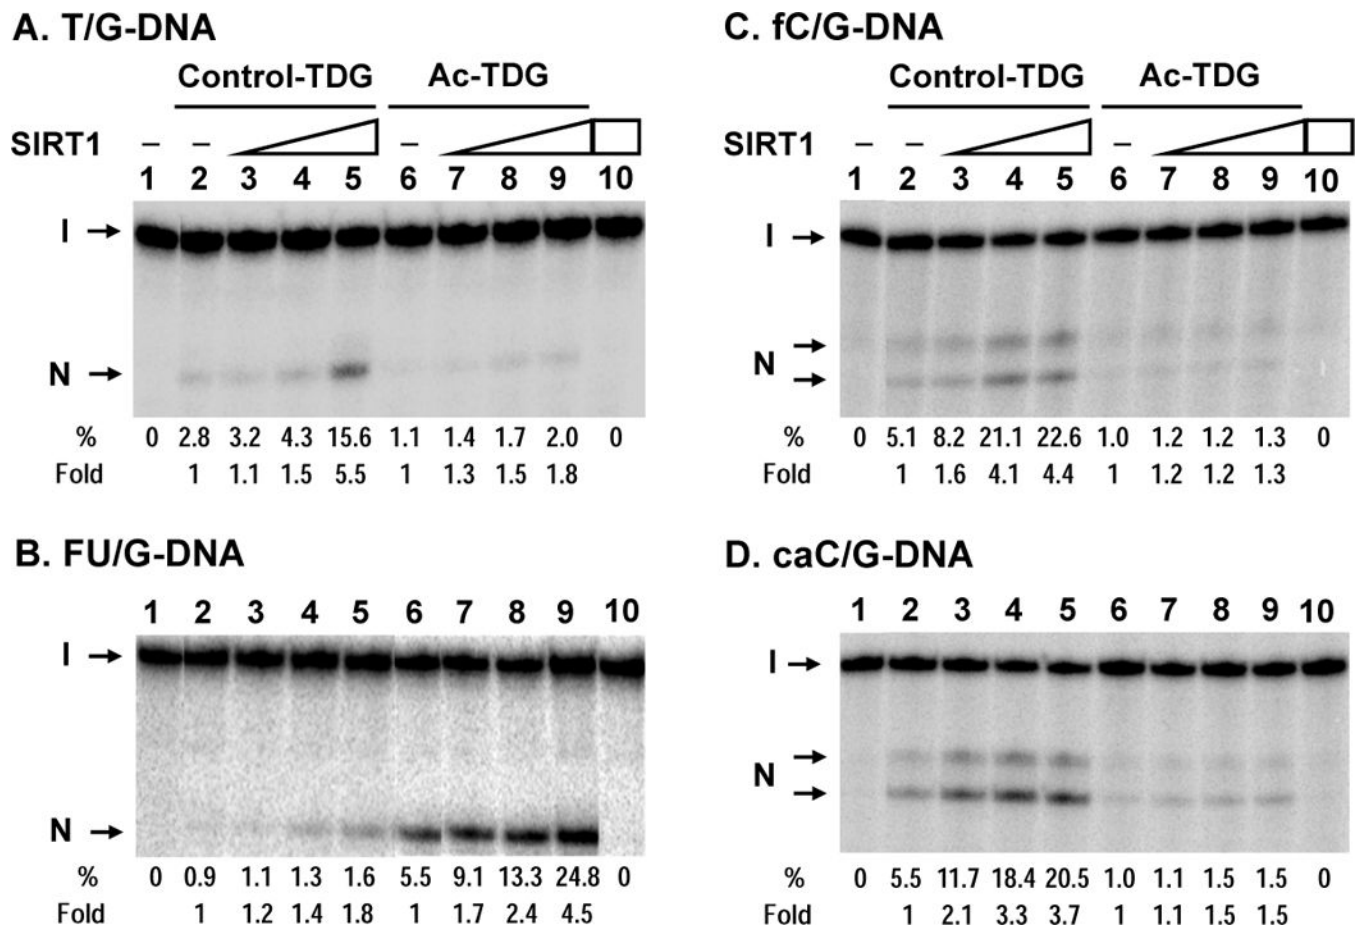 A. T/G-DNA
Control-TDG Ac-TDG
SIRT1 – – –
1 2 3 4 5 6 7 8 9 10
I
N
% 0 2.8 3.2 4.3 15.6 1.1 1.4 1.7 2.0 0
Fold 1 1.1 1.5 5.5 1 1.3 1.5 1.8
B. FU/G-DNA
1 2 3 4 5 6 7 8 9 10
I
N
% 0 0.9 1.1 1.3 1.6 5.5 9.1 13.3 24.8 0
Fold 1 1.2 1.4 1.8 1 1.7 2.4 4.5
C. fC/G-DNA
Control-TDG Ac-TDG
SIRT1 – – –
1 2 3 4 5 6 7 8 9 10
I
N
% 0 5.1 8.2 21.1 22.6 1.0 1.2 1.2 1.3 0
Fold 1 1.6 4.1 4.4 1 1.2 1.2 1.3
D. caC/G-DNA
1 2 3 4 5 6 7 8 9 10
I
N
% 0 5.5 11.7 18.4 20.5 1.0 1.1 1.5 1.5 0
Fold 1 2.1 3.3 3.7 1 1.1 1.5 1.5